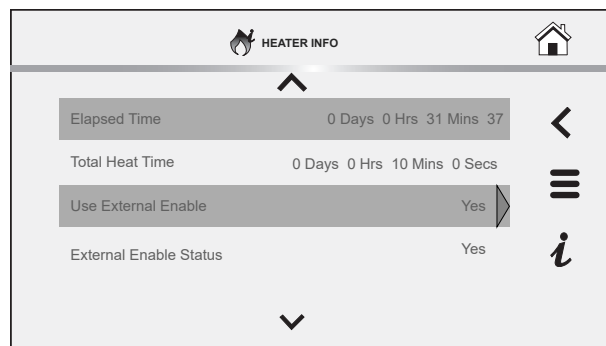 HEATER INFO
Elapsed Time 0 Days 0 Hrs 31 Mins 37
Total Heat Time 0 Days 0 Hrs 10 Mins 0 Secs
Use External Enable Yes
External Enable Status Yes
i